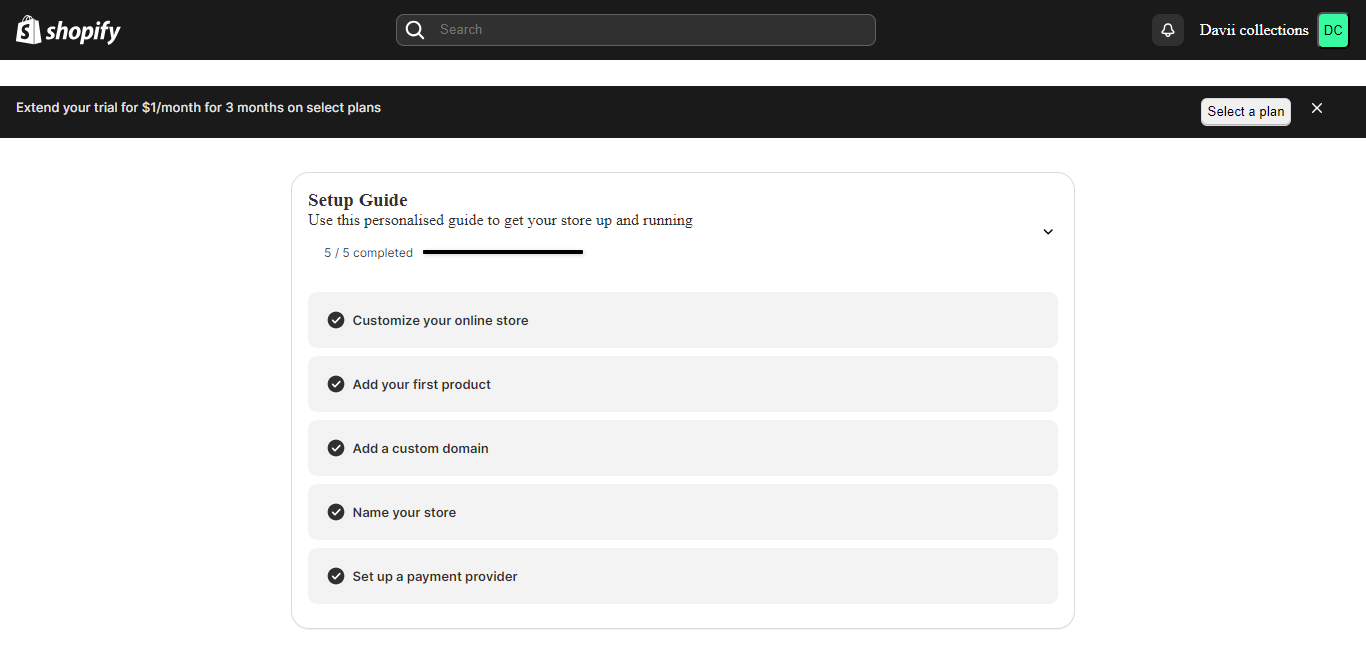 shopify
Search
Davii collections
DC
Extend your trial for $1/month for 3 months on select plans
Select a plan
Setup Guide
Use this personalised guide to get your store up and running
5 / 5 completed
Customize your online store
Add your first product
Add a custom domain
Name your store
Set up a payment provider